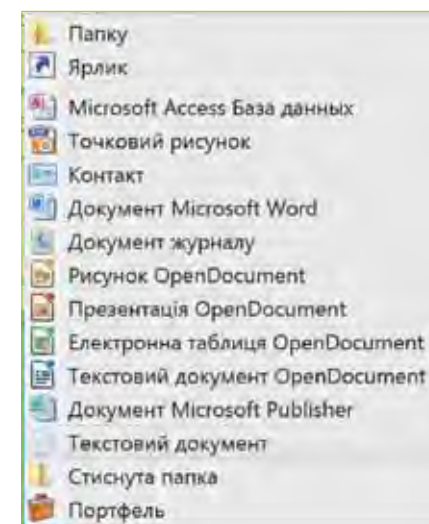 Папку
Ярлик
Microsoft Access База данных
Точковий рисунок
Контакт
Документ Microsoft Word
Документ журналу
Рисунок OpenDocument
Презентація OpenDocument
Електронна таблиця OpenDocument
Текстовий документ OpenDocument
Документ Microsoft Publisher
Текстовий документ
Стиснута папка
Портфель